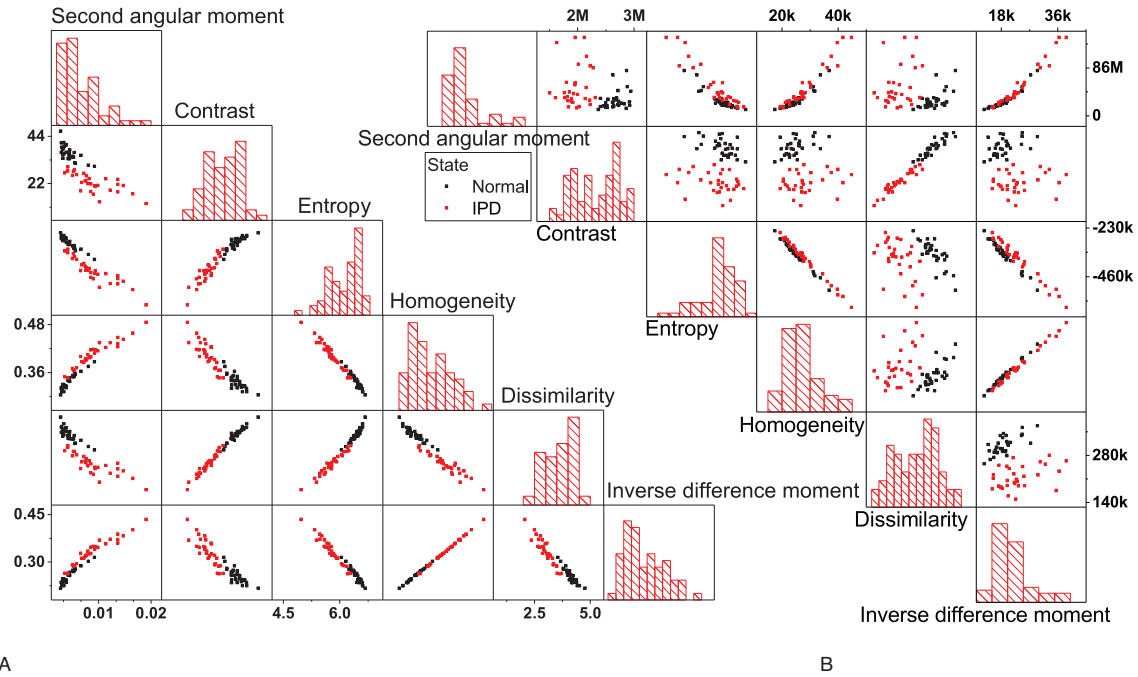 Second angular moment
2M 3M 20k 40k 18k 36k
Contrast
86M
0
44
22
Second angular moment
State
Normal
IPD
Entropy
Contrast
-230k
-460k
Homogeneity
Entropy
0.48
0.36
Dissimilarity
Homogeneity
280k
140k
Inverse difference moment
Dissimilarity
0.45
0.30
0.01 0.02 4.5 6.0 2.5 5.0
Inverse difference moment
A B